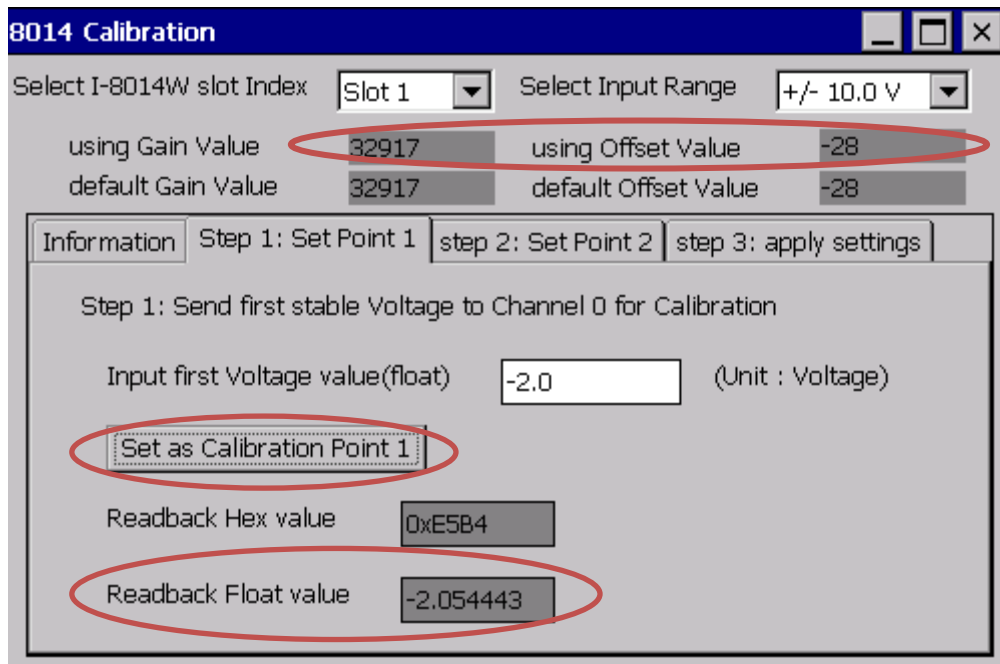 8014 Calibration
Select I-8014W slot Index Slot 1 Select Input Range +/- 10.0 V
using Gain Value 32917 using Offset Value -28
default Gain Value 32917 default Offset Value -28
Information Step 1: Set Point 1 step 2: Set Point 2 step 3: apply settings
Step 1: Send first stable Voltage to Channel 0 for Calibration
Input first Voltage value(float) -2.0 (Unit : Voltage)
Set as Calibration Point 1
Readback Hex value 0xE5B4
Readback Float value -2.054443